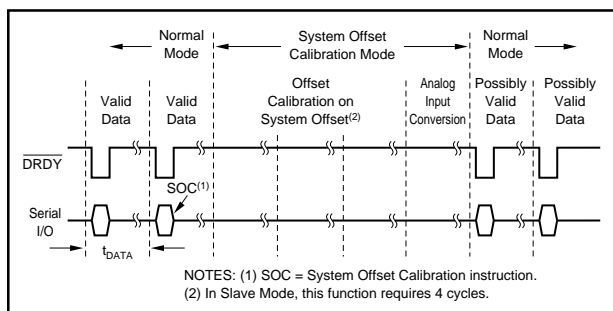 Normal
Mode
System Offset
Calibration Mode
Normal
Mode
Valid
Data
Valid
Data
Offset
Calibration on
System Offset(2)
Analog
Input
Conversion
Possibly
Valid
Data
Possibly
Valid
Data
DRDY
SOC(1)
Serial
I/O
tDATA
NOTES: (1) SOC = System Offset Calibration instruction.
(2) In Slave Mode, this function requires 4 cycles.